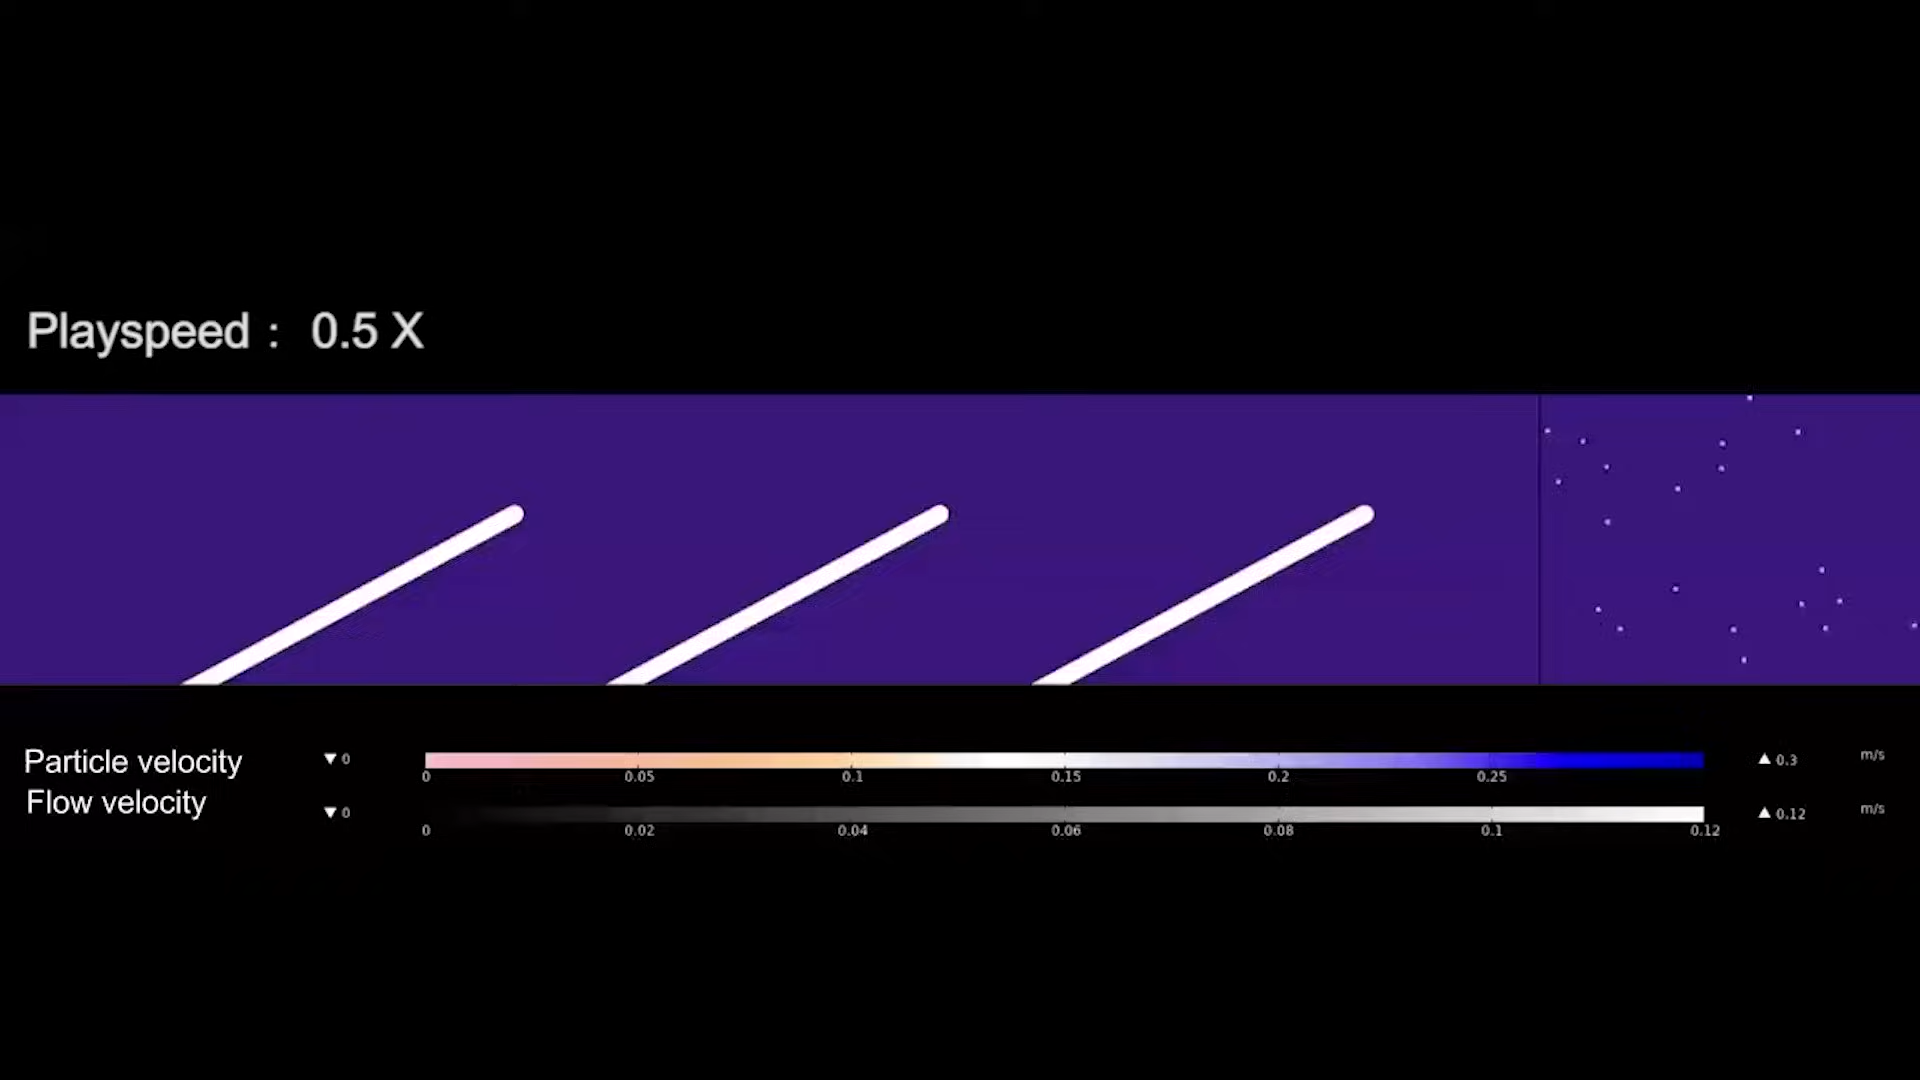 Playspeed : 0.5 X
Particle velocity ▼ 0 ▲ 0.3 m/s
0 0.05 0.1 0.15 0.2 0.25
Flow velocity ▼ 0 ▲ 0.12 m/s
0 0.02 0.04 0.06 0.08 0.1 0.12